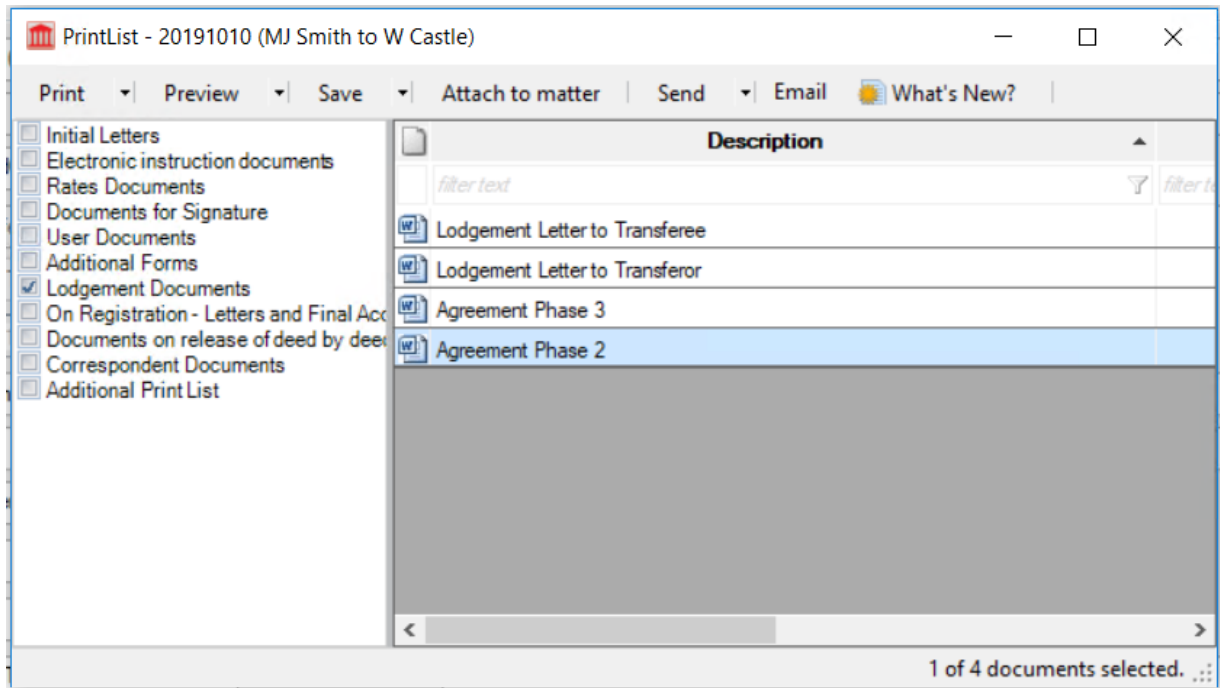 PrintList - 20191010 (MJ Smith to W Castle)
Print Preview Save Attach to matter Send Email What's New?
Initial Letters
Electronic instruction documents
Rates Documents
Documents for Signature
User Documents
Additional Forms
Lodgement Documents
On Registration - Letters and Final Acc
Documents on release of deed by deed
Correspondent Documents
Additional Print List
Description
filter text filter te
Lodgement Letter to Transferee
Lodgement Letter to Transferor
Agreement Phase 3
Agreement Phase 2
1 of 4 documents selected.